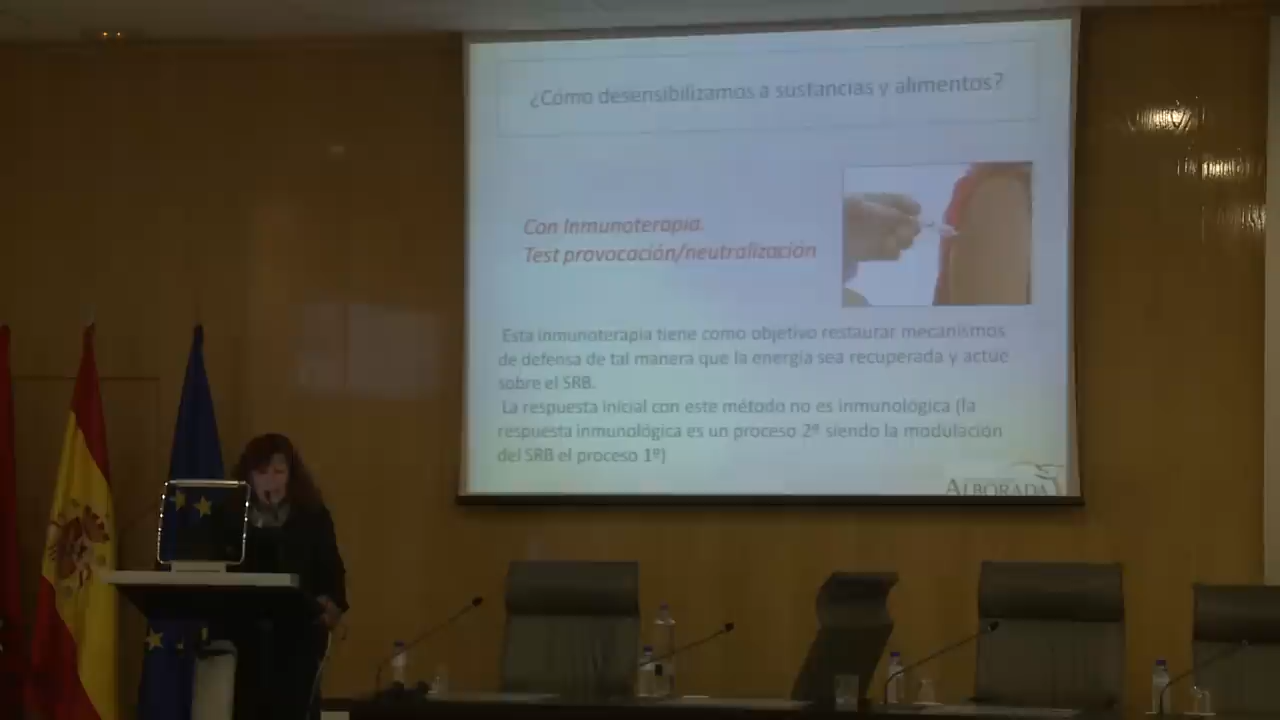 ¿Cómo desensibilizamos a sustancias y alimentos?
Con Inmunoterapia.
Test provocación/neutralización
Esta inmunoterapia tiene como objetivo restaurar mecanismos
de defensa de tal manera que la energía sea recuperada y actúe
sobre el SRB.
La respuesta inicial con este método no es inmunológica (la
respuesta inmunológica es un proceso 2º siendo la modulación
del SRB el proceso 1º)
ALBORADA